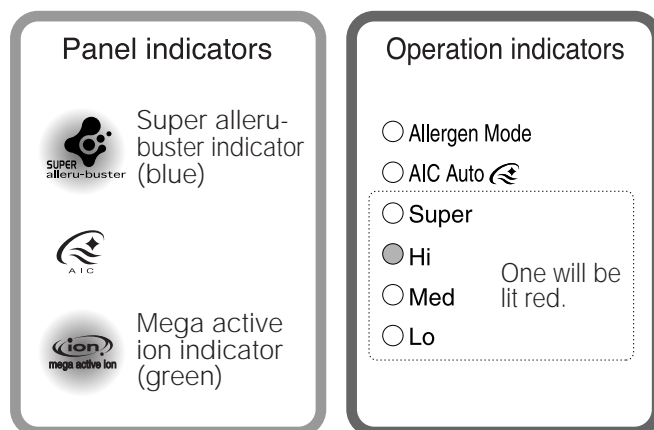 Panel indicators
SUPER
alleru-buster
Super alleru-
buster indicator
(blue)
AIC
ion
mega active ion
Mega active
ion indicator
(green)
Operation indicators
Allergen Mode
AIC Auto
Super
Hi
Med
Lo
One will be
lit red.